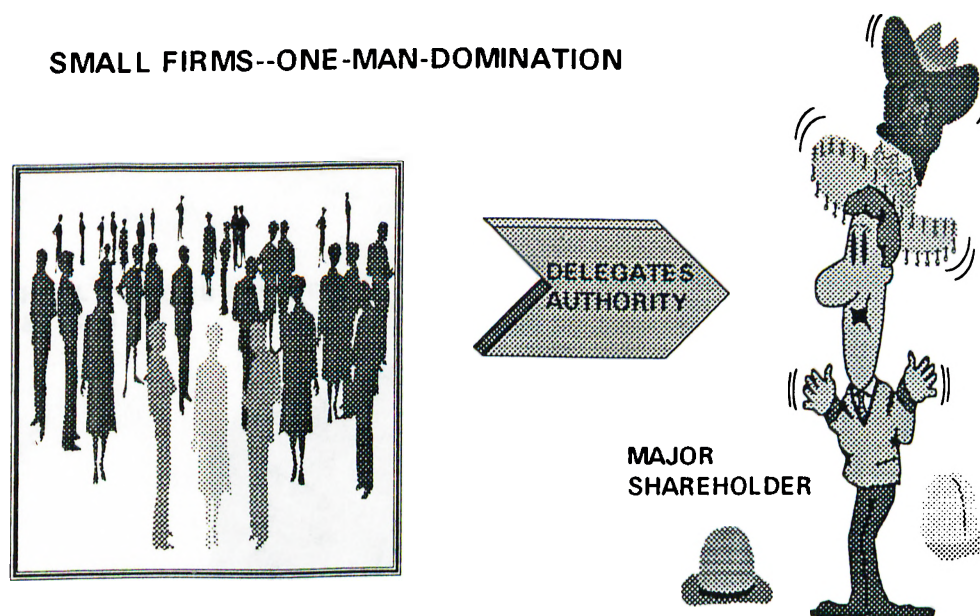 SMALL FIRMS--ONE-MAN-DOMINATION
DELEGATES
AUTHORITY
MAJOR
SHAREHOLDER